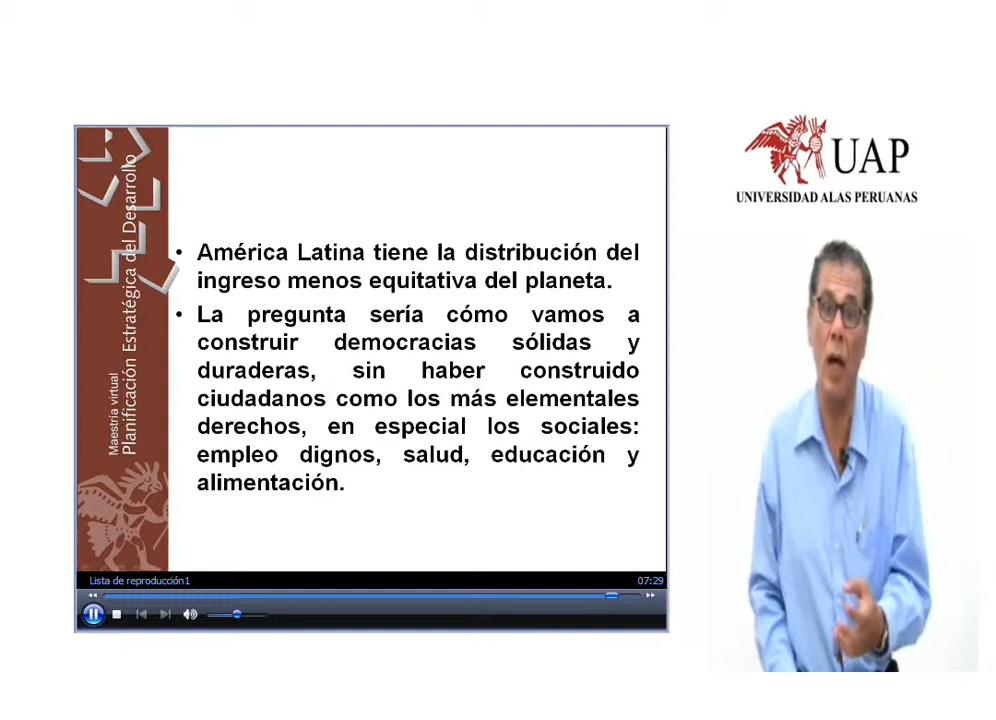 Maestría virtual
Planificación Estratégica del Desarrollo
• América Latina tiene la distribución del
ingreso menos equitativa del planeta.
• La pregunta sería cómo vamos a
construir democracias sólidas y
duraderas, sin haber construido
ciudadanos como los más elementales
derechos, en especial los sociales:
empleo dignos, salud, educación y
alimentación.
Lista de reproducción1
07:29
UAP
UNIVERSIDAD ALAS PERUANAS